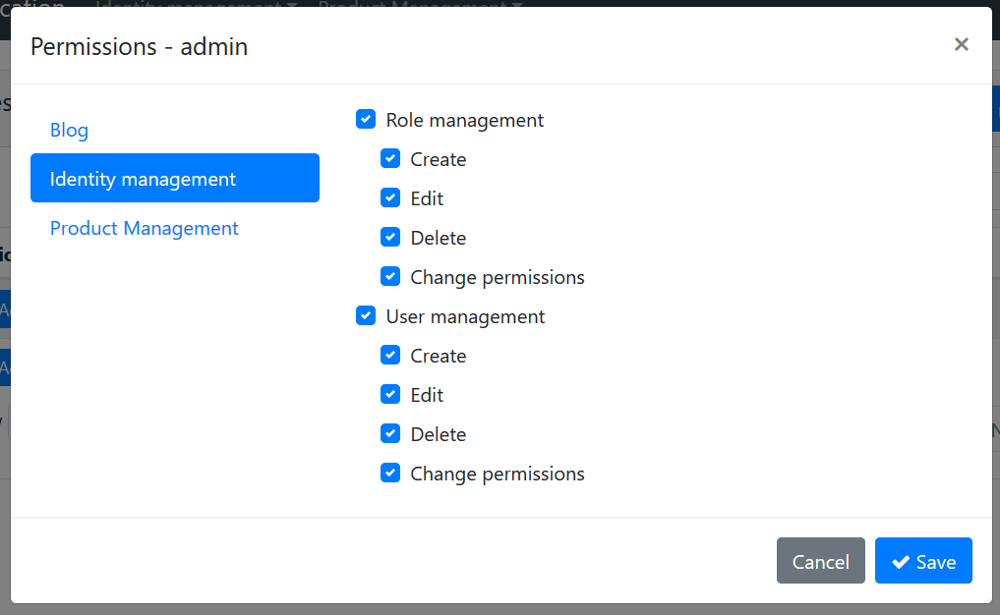 Identity management Product Management
Permissions - admin
×
Blog
Identity management
Product Management
Role management
Create
Edit
Delete
Change permissions
User management
Create
Edit
Delete
Change permissions
Cancel
Save